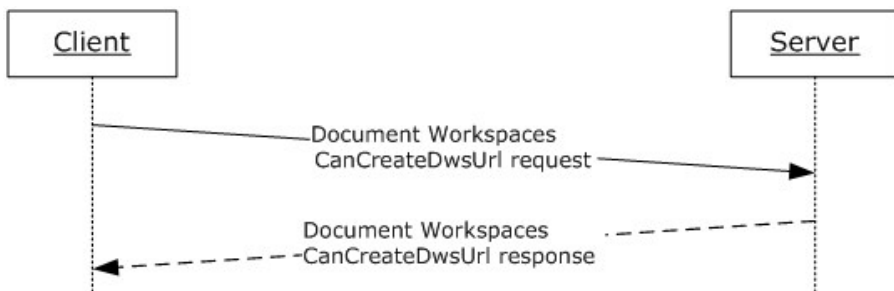 Client
Server
Document Workspaces
CanCreateDwsUrl request
Document Workspaces
CanCreateDwsUrl response